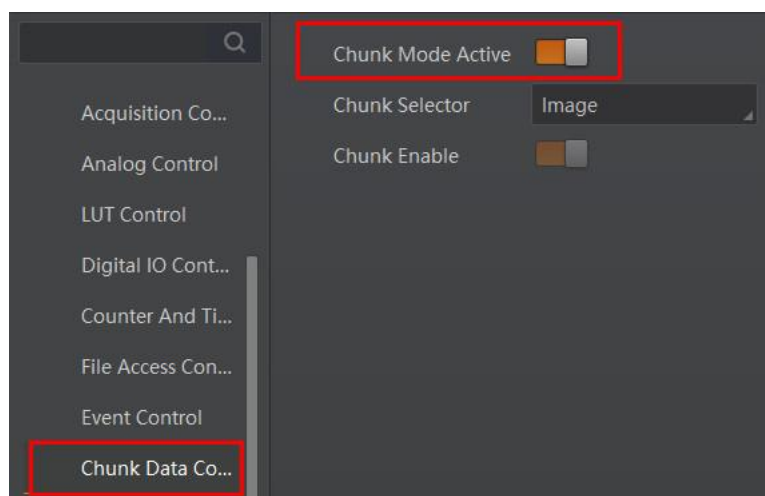 Acquisition Co...
Analog Control
LUT Control
Digital IO Cont...
Counter And Ti...
File Access Con...
Event Control
Chunk Data Co...
Chunk Mode Active
Chunk Selector Image
Chunk Enable